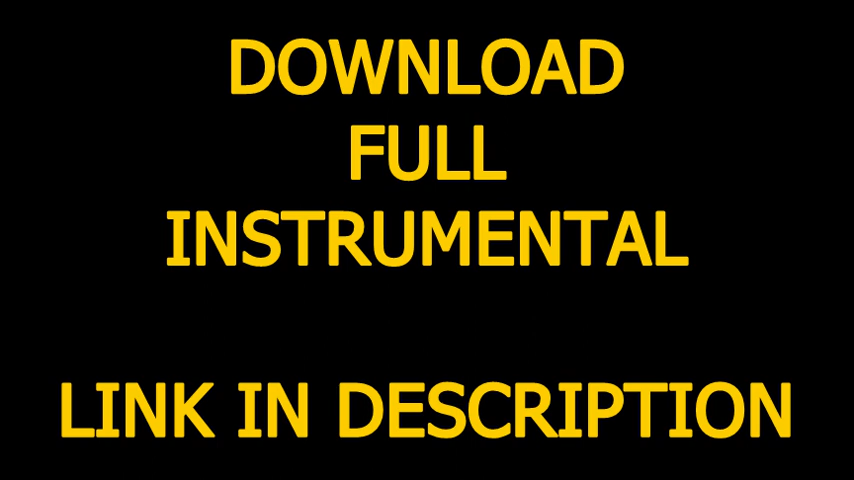 DOWNLOAD
FULL
INSTRUMENTAL
LINK IN DESCRIPTION